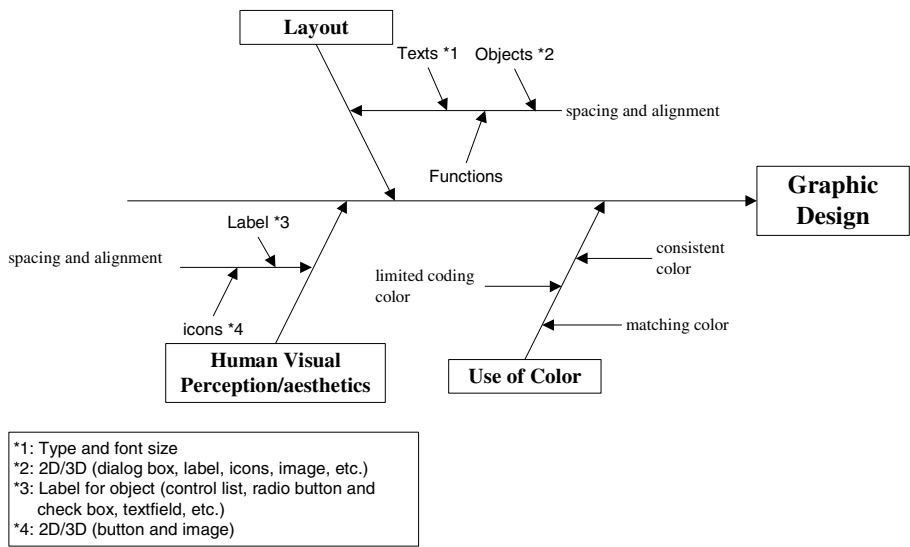 Layout
Texts *1
Objects *2
spacing and alignment
Functions
Graphic
Design
Label *3
spacing and alignment
icons *4
Human Visual
Perception/aesthetics
consistent
color
limited coding
color
matching color
Use of Color
*1: Type and font size
*2: 2D/3D (dialog box, label, icons, image, etc.)
*3: Label for object (control list, radio button and
check box, textfield, etc.)
*4: 2D/3D (button and image)